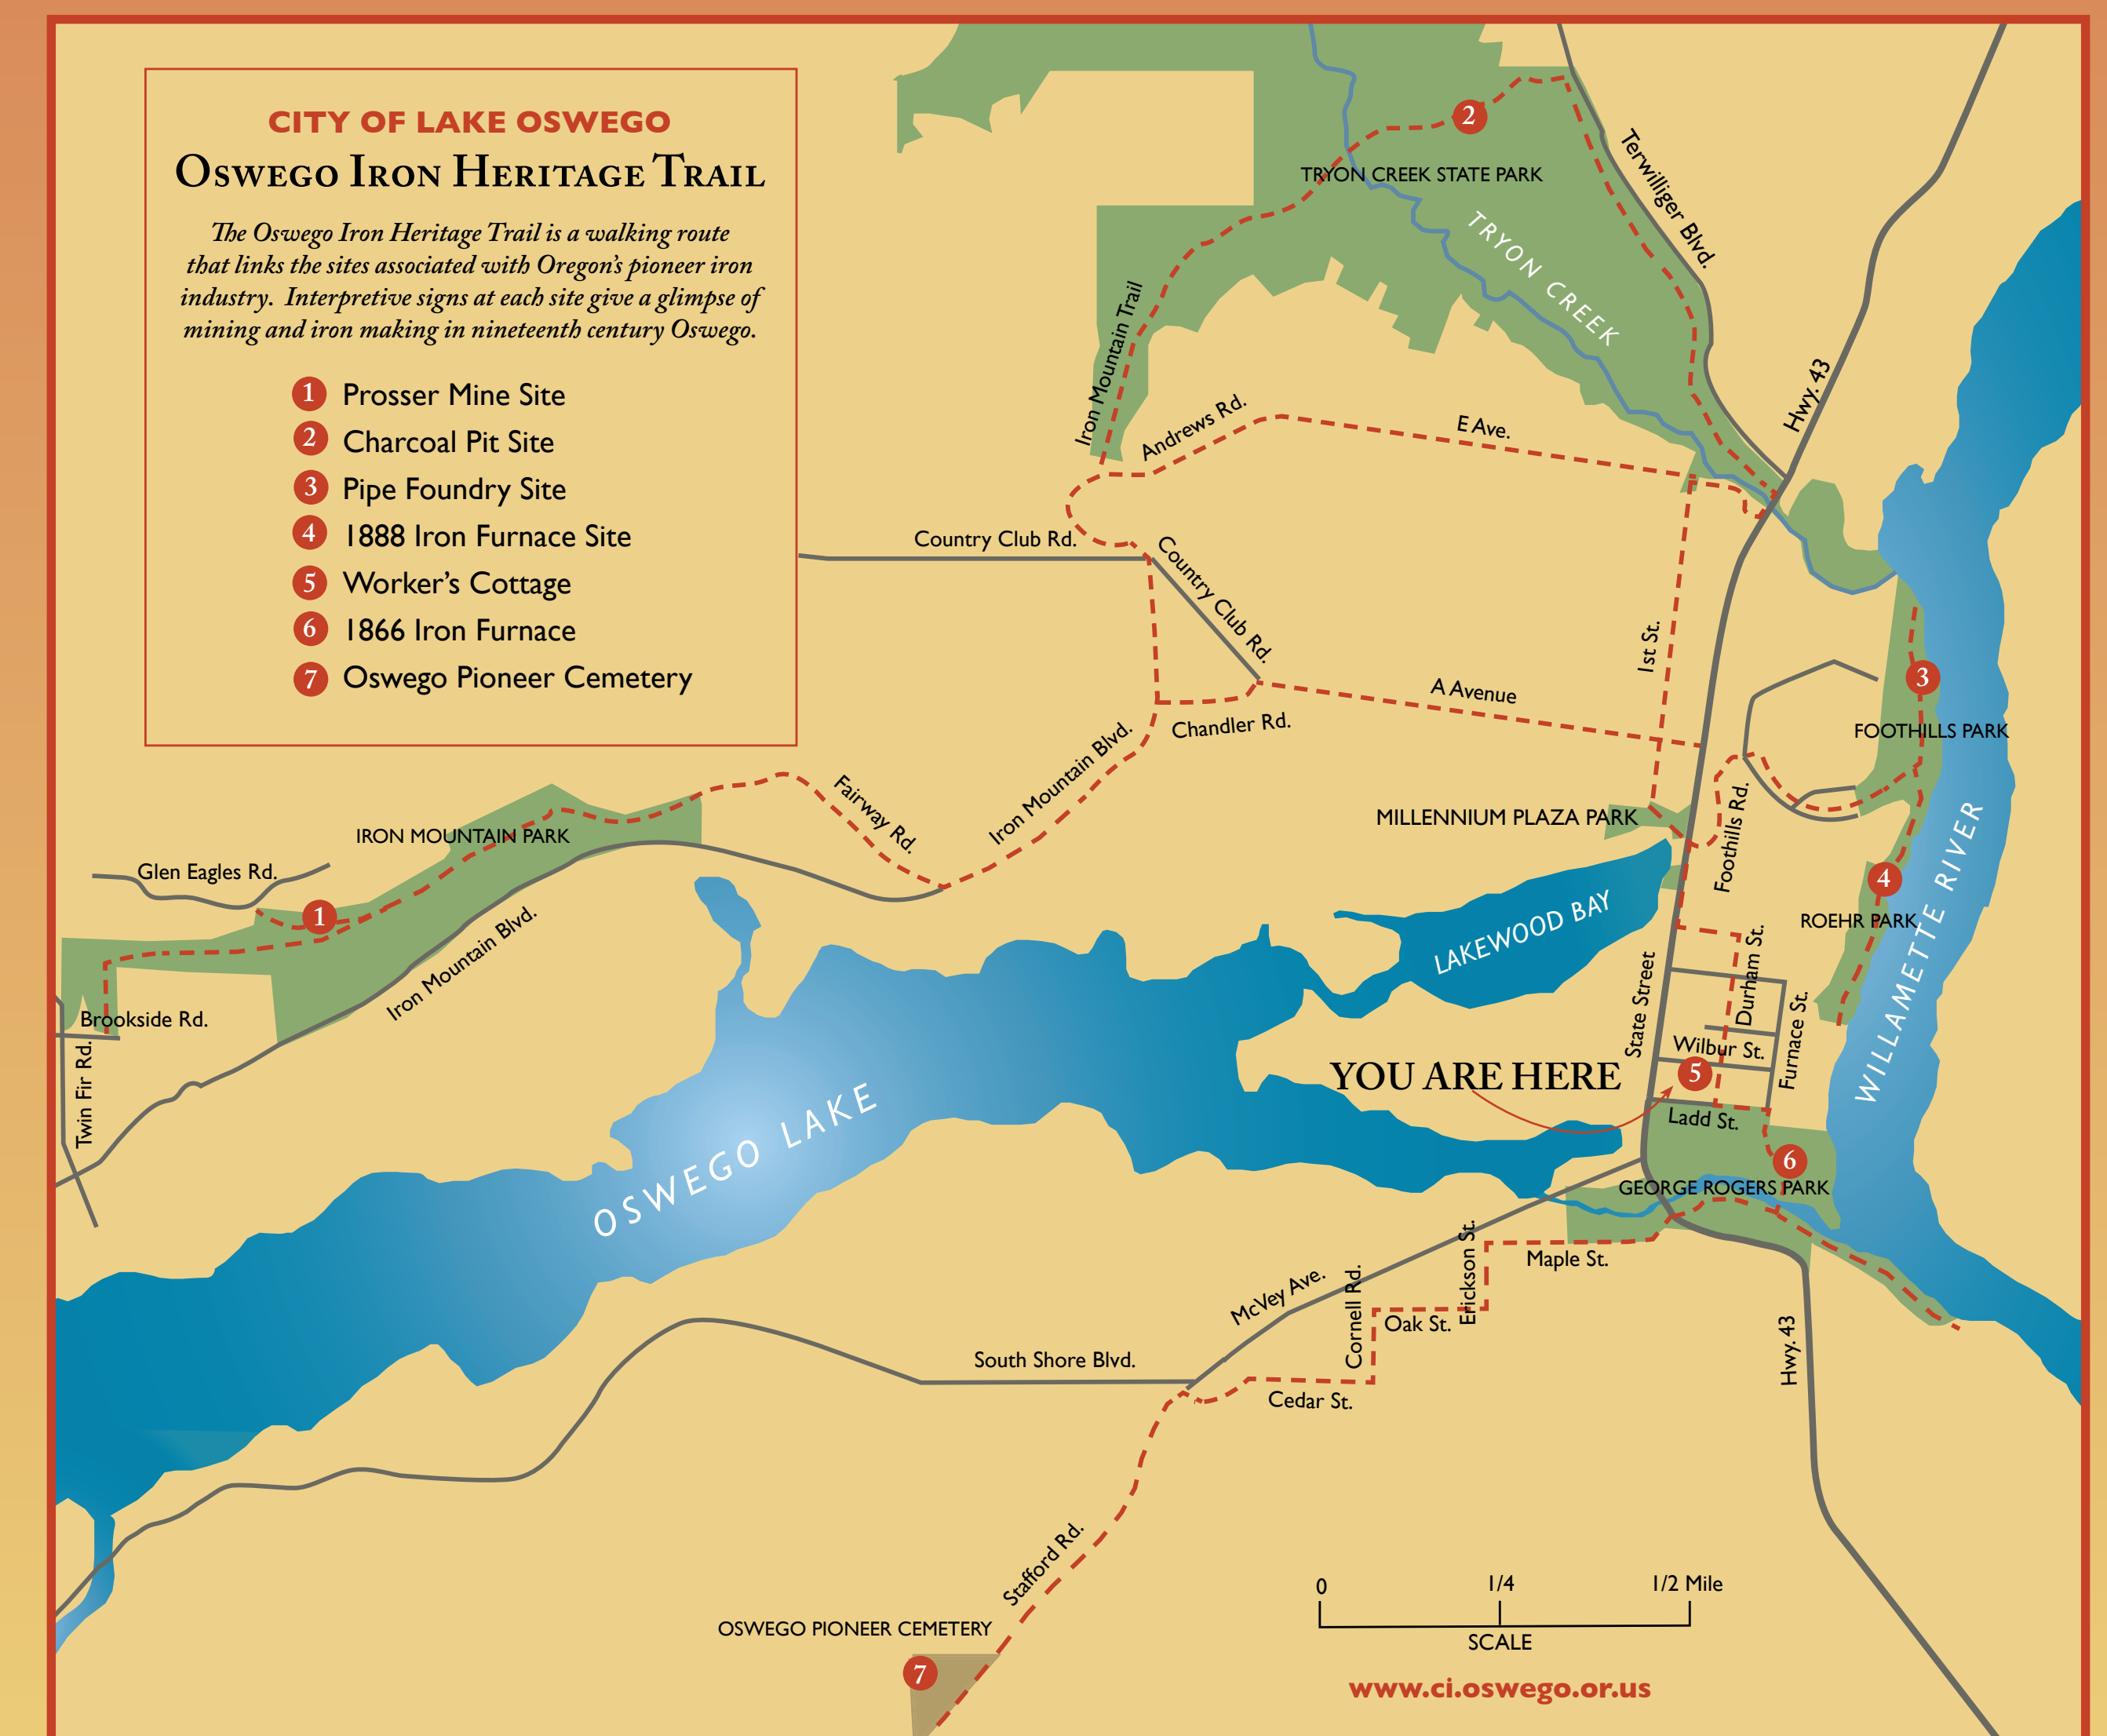 CITY OF LAKE OSWEGO
OSWEGO IRON HERITAGE TRAIL
The Oswego Iron Heritage Trail is a walking route
that links the sites associated with Oregon's pioneer iron
industry. Interpretive signs at each site give a glimpse of
mining and iron making in nineteenth century Oswego.
1 Prosser Mine Site
2 Charcoal Pit Site
3 Pipe Foundry Site
4 1888 Iron Furnace Site
5 Worker's Cottage
6 1866 Iron Furnace
7 Oswego Pioneer Cemetery
2
TRYON CREEK STATE PARK
Terwilliger Blvd.
TRYON CREEK
Iron Mountain Trail
Hwy. 43
Andrews Rd.
E Ave.
Country Club Rd.
Country Club Rd.
1st St.
3
A Avenue
Chandler Rd.
FOOTHILLS PARK
Iron Mountain Blvd.
Fairway Rd.
MILLENNIUM PLAZA PARK
Foothills Rd.
IRON MOUNTAIN PARK
Glen Eagles Rd.
1
4
ROEHR PARK
LAKEWOOD BAY
WILLAMETTE RIVER
Iron Mountain Blvd.
Durham St.
State Street
Brookside Rd.
Furnace St.
Wilbur St.
Twin Fir Rd.
YOU ARE HERE
5
OSWEGO LAKE
Ladd St.
6
GEORGE ROGERS PARK
Erickson St.
Maple St.
McVey Ave.
Cornell Rd.
Oak St.
Hwy. 43
South Shore Blvd.
Cedar St.
Stafford Rd.
0 1/4 1/2 Mile
SCALE
OSWEGO PIONEER CEMETERY
7
www.ci.oswego.or.us